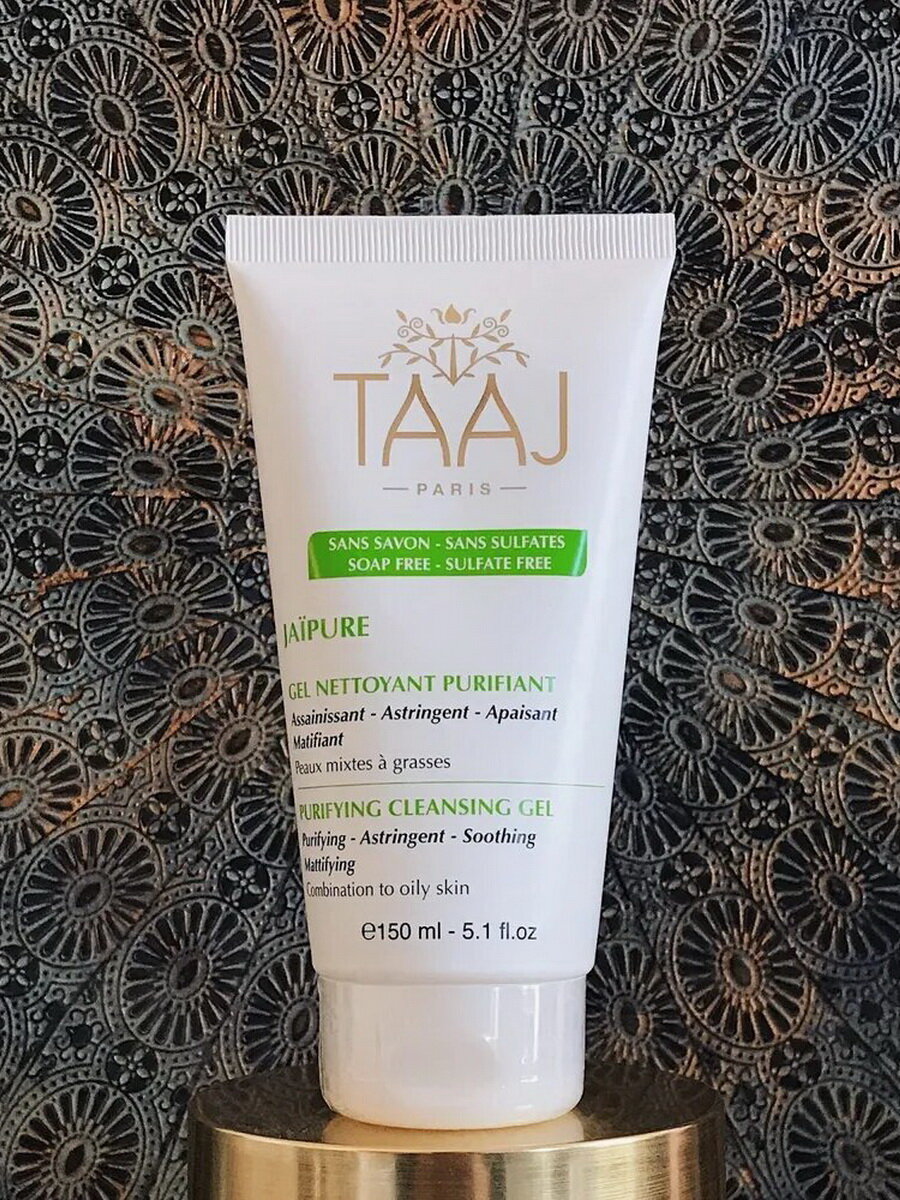 TAAJ
PARIS
SANS SAVON - SANS SULFATES
SOAP FREE - SULFATE FREE
JAÏPURE
GEL NETTOYANT PURIFIANT
Assainissant - Astringent - Apaisant
Matifiant
Peaux mixtes à grasses
PURIFYING CLEANSING GEL
Purifying - Astringent - Soothing
Mattifying
Combination to oily skin
℮150 ml - 5.1 fl.oz